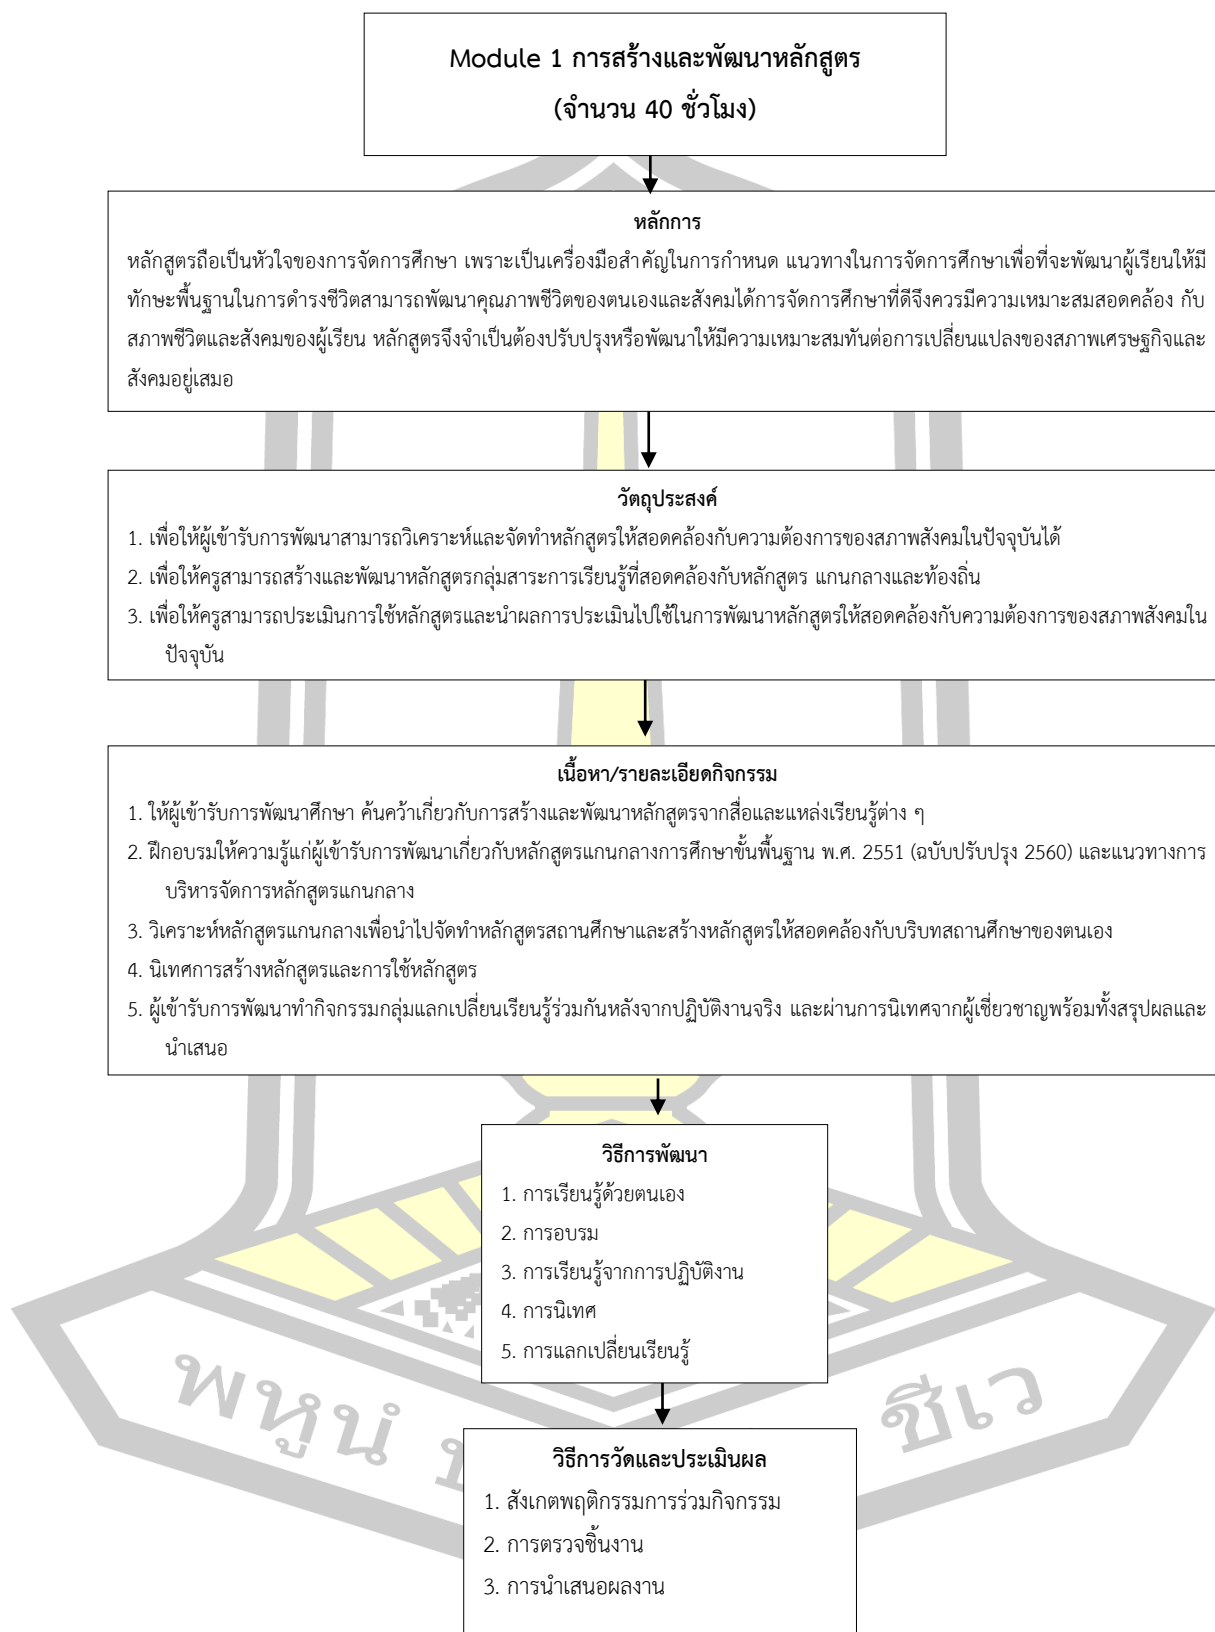 Module 1 การสร้างและพัฒนาหลักสูตร
(จำนวน 40 ชั่วโมง)
หลักการ
หลักสูตรถือเป็นหัวใจของการจัดการศึกษา เพราะเป็นเครื่องมือสำคัญในการกำหนด แนวทางในการจัดการศึกษาเพื่อที่จะพัฒนาผู้เรียนให้มี
ทักษะพื้นฐานในการดำรงชีวิตสามารถพัฒนาคุณภาพชีวิตของตนเองและสังคมได้การจัดการศึกษาที่ดีจึงควรมีความเหมาะสมสอดคล้อง กับ
สภาพชีวิตและสังคมของผู้เรียน หลักสูตรจึงจำเป็นต้องปรับปรุงหรือพัฒนาให้มีความเหมาะสมทันต่อการเปลี่ยนแปลงของสภาพเศรษฐกิจและ
สังคมอยู่เสมอ
วัตถุประสงค์
1. เพื่อให้ผู้เข้ารับการพัฒนาสามารถวิเคราะห์และจัดทำหลักสูตรให้สอดคล้องกับความต้องการของสภาพสังคมในปัจจุบันได้
2. เพื่อให้ครูสามารถสร้างและพัฒนาหลักสูตรกลุ่มสาระการเรียนรู้ที่สอดคล้องกับหลักสูตร แกนกลางและท้องถิ่น
3. เพื่อให้ครูสามารถประเมินการใช้หลักสูตรและนำผลการประเมินไปใช้ในการพัฒนาหลักสูตรให้สอดคล้องกับความต้องการของสภาพสังคมใน
ปัจจุบัน
เนื้อหา/รายละเอียดกิจกรรม
1. ให้ผู้เข้ารับการพัฒนาศึกษา ค้นคว้าเกี่ยวกับการสร้างและพัฒนาหลักสูตรจากสื่อและแหล่งเรียนรู้ต่าง ๆ
2. ฝึกอบรมให้ความรู้แก่ผู้เข้ารับการพัฒนาเกี่ยวกับหลักสูตรแกนกลางการศึกษาขั้นพื้นฐาน พ.ศ. 2551 (ฉบับปรับปรุง 2560) และแนวทางการ
บริหารจัดการหลักสูตรแกนกลาง
3. วิเคราะห์หลักสูตรแกนกลางเพื่อนำไปจัดทำหลักสูตรสถานศึกษาและสร้างหลักสูตรให้สอดคล้องกับบริบทสถานศึกษาของตนเอง
4. นิเทศการสร้างหลักสูตรและการใช้หลักสูตร
5. ผู้เข้ารับการพัฒนาทำกิจกรรมกลุ่มแลกเปลี่ยนเรียนรู้ร่วมกันหลังจากปฏิบัติงานจริง และผ่านการนิเทศจากผู้เชี่ยวชาญพร้อมทั้งสรุปผลและ
นำเสนอ
วิธีการพัฒนา
1. การเรียนรู้ด้วยตนเอง
2. การอบรม
3. การเรียนรู้จากการปฏิบัติงาน
4. การนิเทศ
5. การแลกเปลี่ยนเรียนรู้
พหูนํ ชีเว
วิธีการวัดและประเมินผล
1. สังเกตพฤติกรรมการร่วมกิจกรรม
2. การตรวจชิ้นงาน
3. การนำเสนอผลงาน